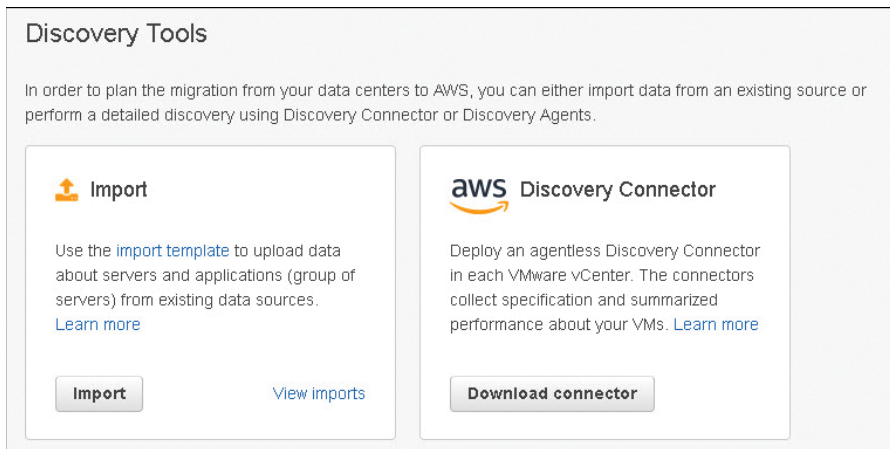 Discovery Tools
In order to plan the migration from your data centers to AWS, you can either import data from an existing source or
perform a detailed discovery using Discovery Connector or Discovery Agents.
Import
Use the import template to upload data
about servers and applications (group of
servers) from existing data sources.
Learn more
Import
View imports
aws Discovery Connector
Deploy an agentless Discovery Connector
in each VMware vCenter. The connectors
collect specification and summarized
performance about your VMs. Learn more
Download connector